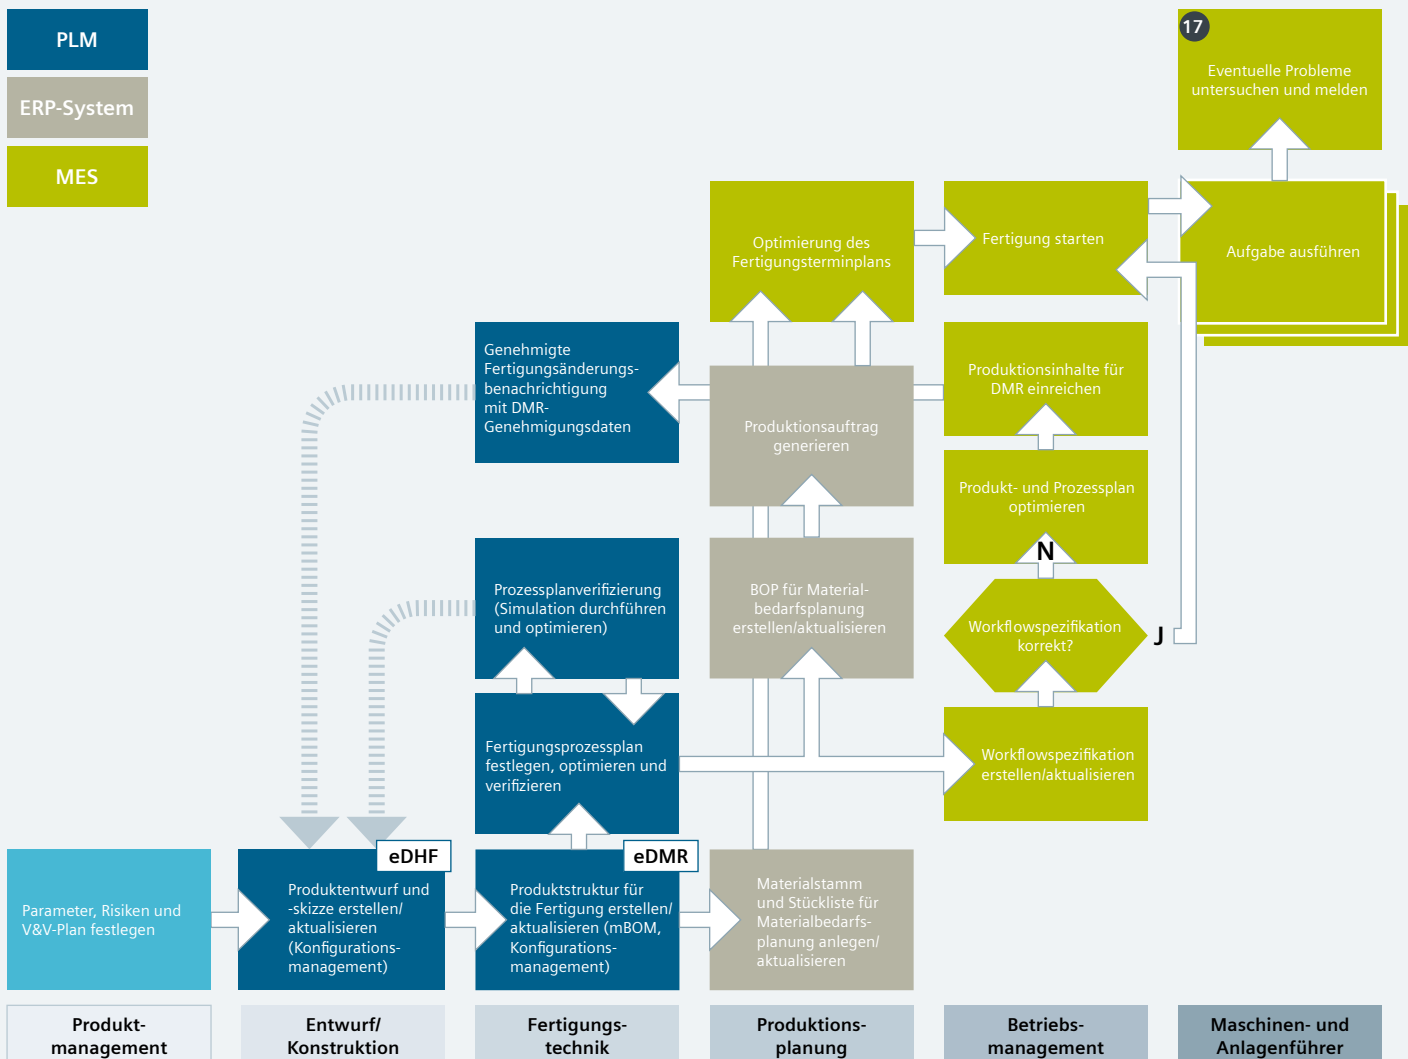 PLM
ERP-System
MES
17
Eventuelle Probleme
untersuchen und melden
Optimierung des
Fertigungsterminplans
Fertigung starten
Aufgabe ausführen
Genehmigte
Fertigungsänderungs-
benachrichtigung
mit DMR-
Genehmigungsdaten
Produktionsauftrag
generieren
Produktionsinhalte für
DMR einreichen
Produkt- und Prozessplan
optimieren
N
Prozessplanverifizierung
(Simulation durchführen
und optimieren)
BOP für Material-
bedarfsplanung
erstellen/aktualisieren
Workflowspezifikation
korrekt?
J
Fertigungsprozessplan
festlegen, optimieren und
verifizieren
Workflowspezifikation
erstellen/aktualisieren
Parameter, Risiken und
V&V-Plan festlegen
eDHF
Produktentwurf und
-skizze erstellen/
aktualisieren
(Konfigurations-
management)
eDMR
Produktstruktur für
die Fertigung erstellen/
aktualisieren (mBOM,
Konfigurations-
management)
Materialstamm
und Stückliste für
Materialbedarfs-
planung anlegen/
aktualisieren
Produkt-
management
Entwurf/
Konstruktion
Fertigungs-
technik
Produktions-
planung
Betriebs-
management
Maschinen- und
Anlagenführer